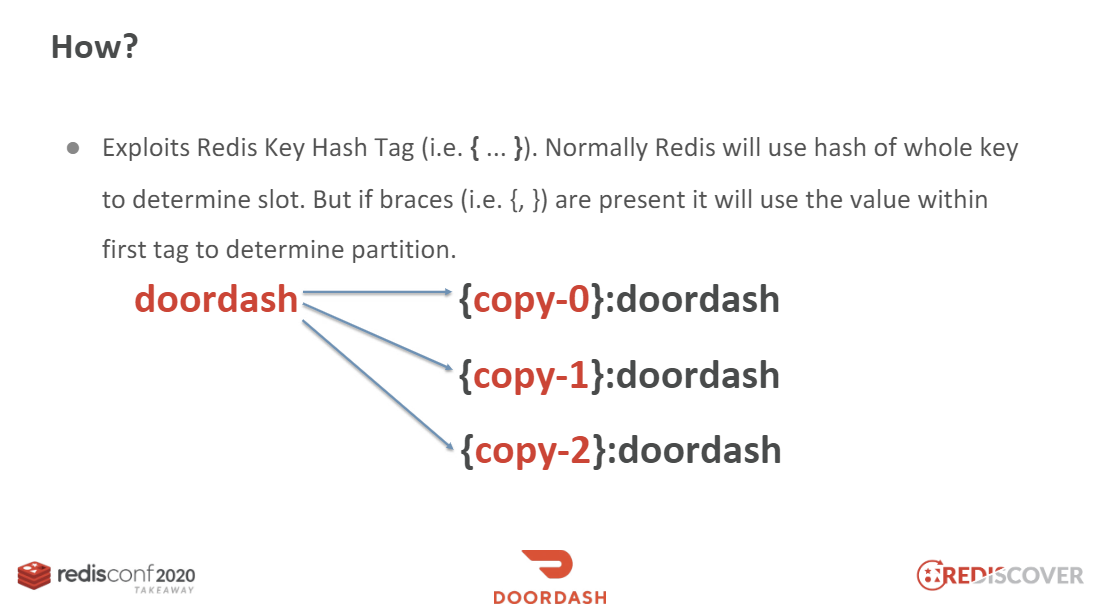 How?
● Exploits Redis Key Hash Tag (i.e. { ... }). Normally Redis will use hash of whole key
to determine slot. But if braces (i.e. {, }) are present it will use the value within
first tag to determine partition.
doordash
{copy-0}:doordash
{copy-1}:doordash
{copy-2}:doordash
redisconf 2020
TAKEAWAY
DOORDASH
REDISCOVER